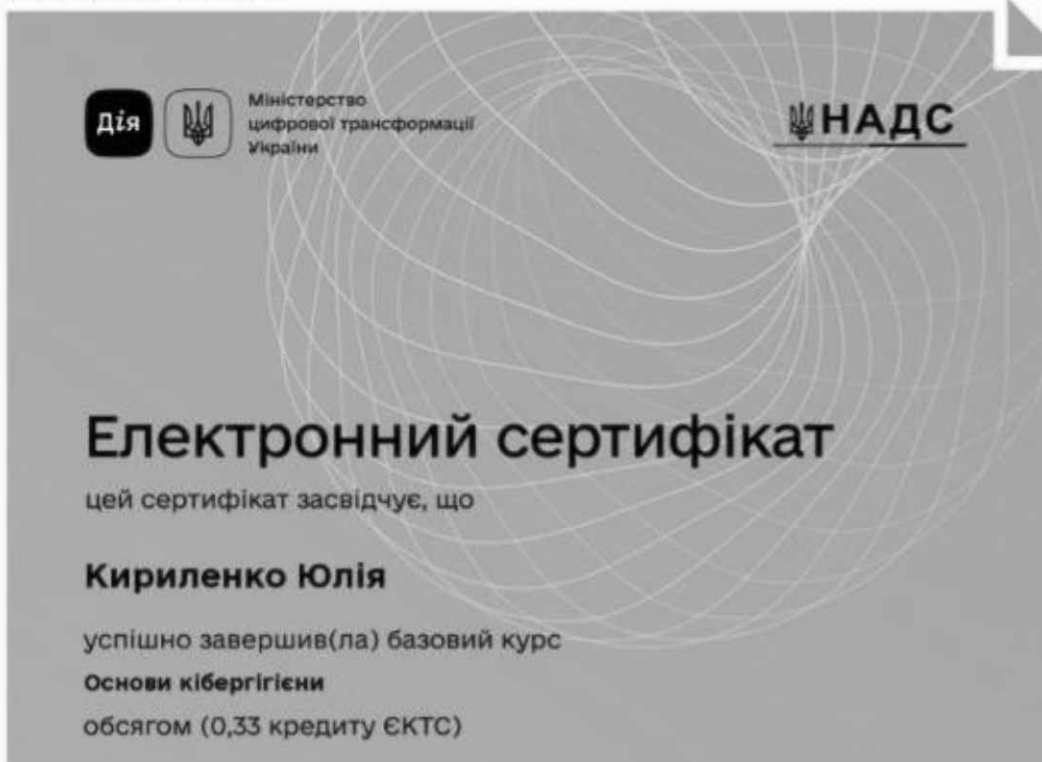 Дія
Міністерство
цифрової трансформації
України
НАДС
Електронний сертифікат
цей сертифікат засвідчує, що
Кириленко Юлія
успішно завершив(ла) базовий курс
Основи кібергігієни
обсягом (0,33 кредиту ЄКТС)